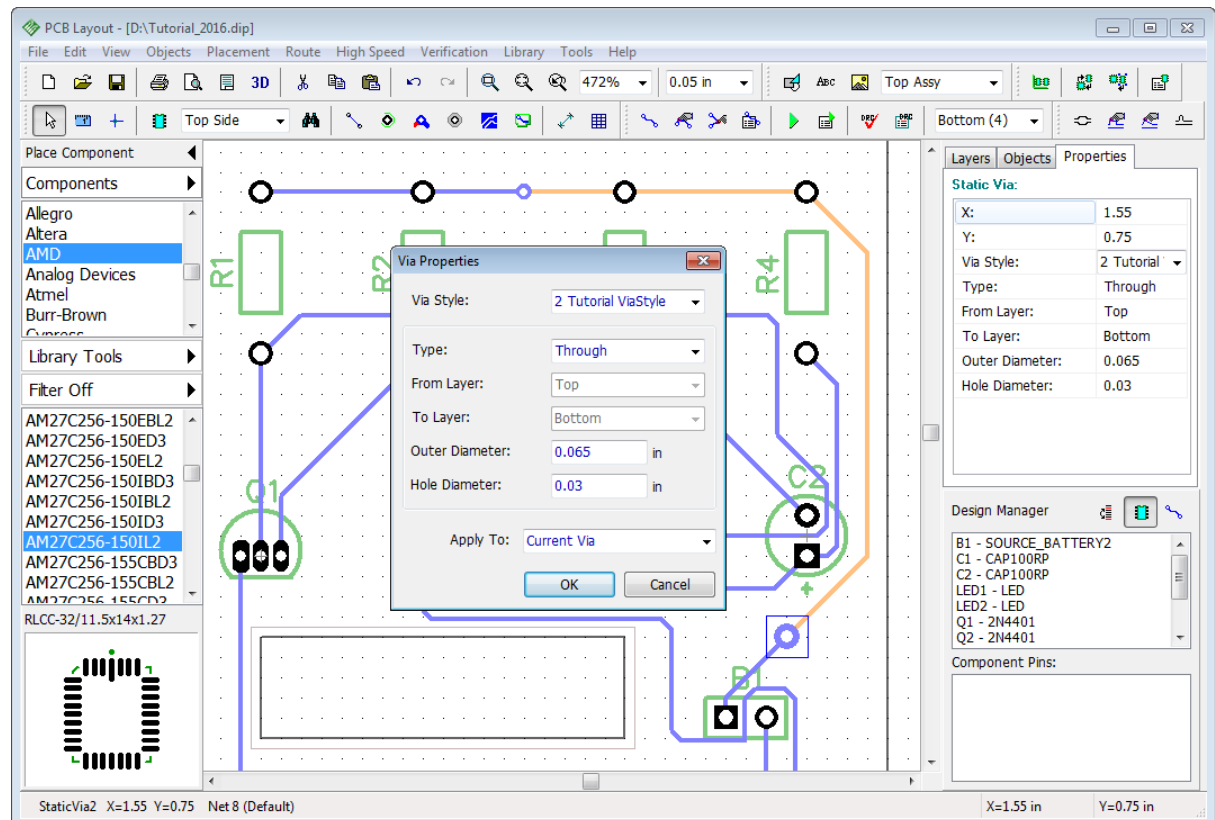 PCB Layout - [D:\Tutorial_2016.dip]
File Edit View Objects Placement Route High Speed Verification Library Tools Help
3D 472% 0.05 in ABC Top Assy
Top Side DRC DRC Bottom (4)
Place Component
Components
Allegro
Altera
AMD
Analog Devices
Atmel
Burr-Brown
Cypress
Library Tools
Filter Off
AM27C256-150EBL2
AM27C256-150ED3
AM27C256-150EL2
AM27C256-150IBD3
AM27C256-150IBL2
AM27C256-150ID3
AM27C256-150IL2
AM27C256-155CBD3
AM27C256-155CBL2
AM27C256-155CD3
RLCC-32/11.5x14x1.27
R1
R2
R4
Q1
C2
+
B1
Via Properties
Via Style: 2 Tutorial ViaStyle
Type: Through
From Layer: Top
To Layer: Bottom
Outer Diameter: 0.065 in
Hole Diameter: 0.03 in
Apply To: Current Via
OK Cancel
Layers Objects Properties
Static Via:
X: 1.55
Y: 0.75
Via Style: 2 Tutorial
Type: Through
From Layer: Top
To Layer: Bottom
Outer Diameter: 0.065
Hole Diameter: 0.03
Design Manager
B1 - SOURCE_BATTERY2
C1 - CAP100RP
C2 - CAP100RP
LED1 - LED
LED2 - LED
Q1 - 2N4401
Q2 - 2N4401
Component Pins:
StaticVia2 X=1.55 Y=0.75 Net 8 (Default) X=1.55 in Y=0.75 in